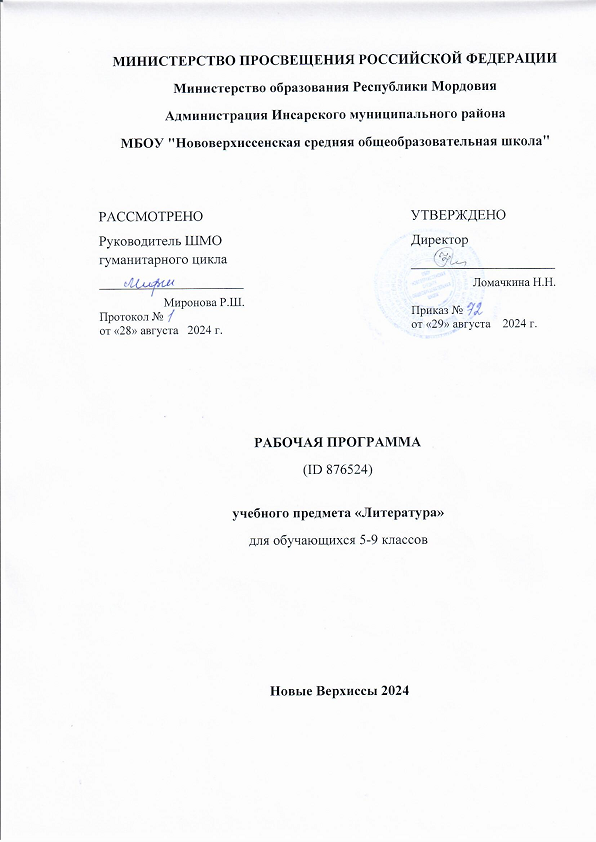 МИНИСТЕРСТВО ПРОСВЕЩЕНИЯ РОССИЙСКОЙ ФЕДЕРАЦИИ
Министерство образования Республики Мордовия
Администрация Инсарского муниципального района
МБОУ "Нововерхиссенская средняя общеобразовательная школа"
РАССМОТРЕНО
Руководитель ШМО
гуманитарного цикла
Миронова Р.Ш.
Протокол № 1
от «28» августа 2024 г.
УТВЕРЖДЕНО
Директор
Ломачкина Н.Н.
Приказ № 72
от «29» августа 2024 г.
РАБОЧАЯ ПРОГРАММА
(ID 876524)
учебного предмета «Литература»
для обучающихся 5-9 классов
Новые Верхиссы 2024